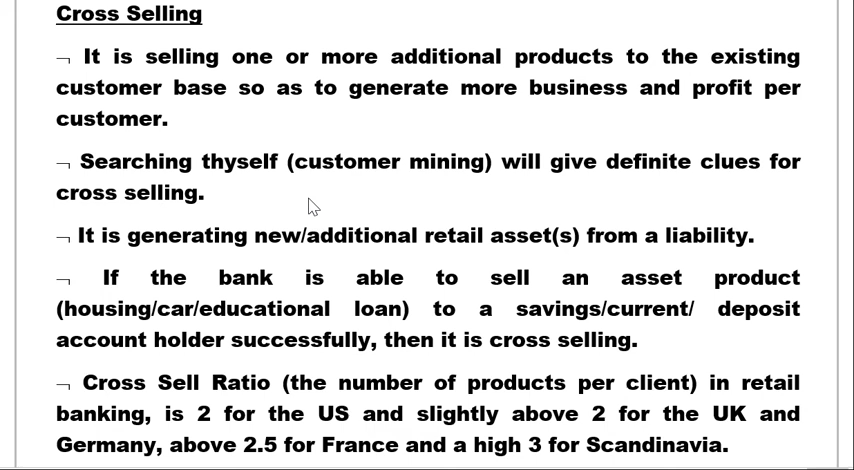 Cross Selling
¬ It is selling one or more additional products to the existing
customer base so as to generate more business and profit per
customer.
¬ Searching thyself (customer mining) will give definite clues for
cross selling.
¬ It is generating new/additional retail asset(s) from a liability.
¬ If the bank is able to sell an asset product
(housing/car/educational loan) to a savings/current/ deposit
account holder successfully, then it is cross selling.
¬ Cross Sell Ratio (the number of products per client) in retail
banking, is 2 for the US and slightly above 2 for the UK and
Germany, above 2.5 for France and a high 3 for Scandinavia.